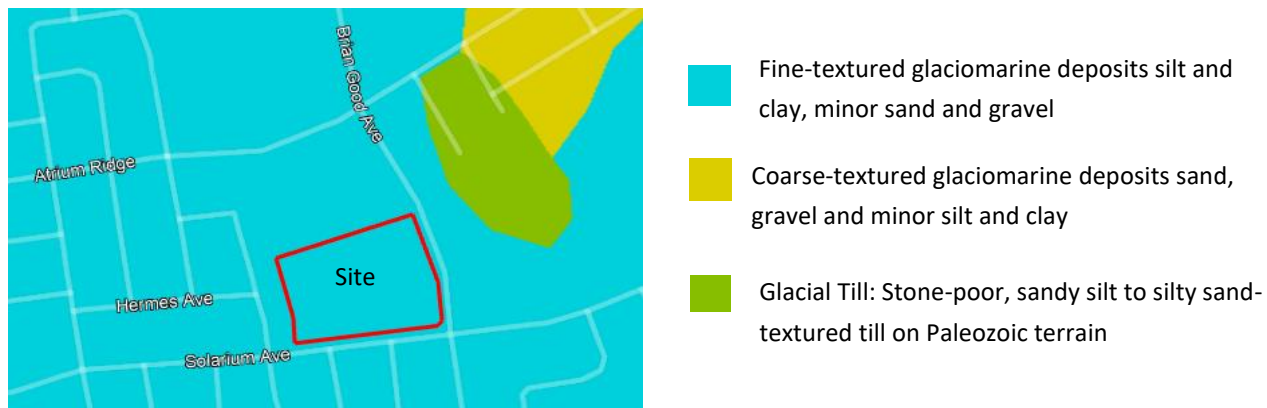 Brian Good Ave
Atrium Ridge
Site
Hermes Ave
Solarium Ave
Fine-textured glaciomarine deposits silt and
clay, minor sand and gravel
Coarse-textured glaciomarine deposits sand,
gravel and minor silt and clay
Glacial Till: Stone-poor, sandy silt to silty sand-
textured till on Paleozoic terrain